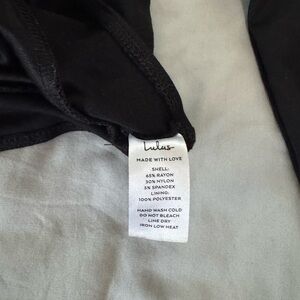 Lulus
MADE WITH LOVE
SHELL:
65% RAYON
30% NYLON
5% SPANDEX
LINING:
100% POLYESTER
HAND WASH COLD
DO NOT BLEACH
LINE DRY
IRON LOW HEAT